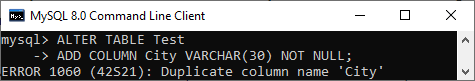 MySQL 8.0 Command Line Client
mysql> ALTER TABLE Test
    -> ADD COLUMN City VARCHAR(30) NOT NULL;
ERROR 1060 (42S21): Duplicate column name 'City'